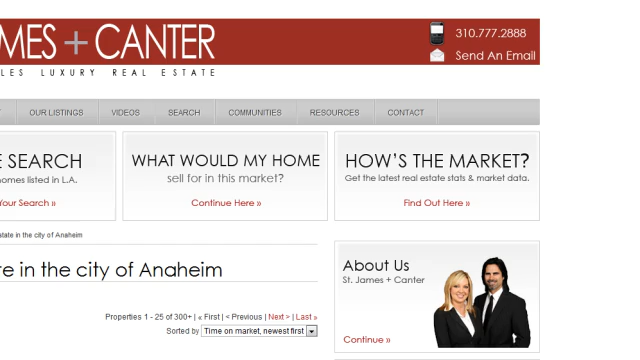 MES + CANTER
310.777.2888
Send An Email
LES LUXURY REAL ESTATE
OUR LISTINGS
VIDEOS
SEARCH
COMMUNITIES
RESOURCES
CONTACT
E SEARCH
omes listed in L.A.
Your Search »
WHAT WOULD MY HOME
sell for in this market?
Continue Here »
HOW'S THE MARKET?
Get the latest real estate stats & market data.
Find Out Here »
state in the city of Anaheim
te in the city of Anaheim
Properties 1 - 25 of 300+ | « First | < Previous | Next > | Last »
Sorted by Time on market, newest first
About Us
St. James + Canter
Continue »